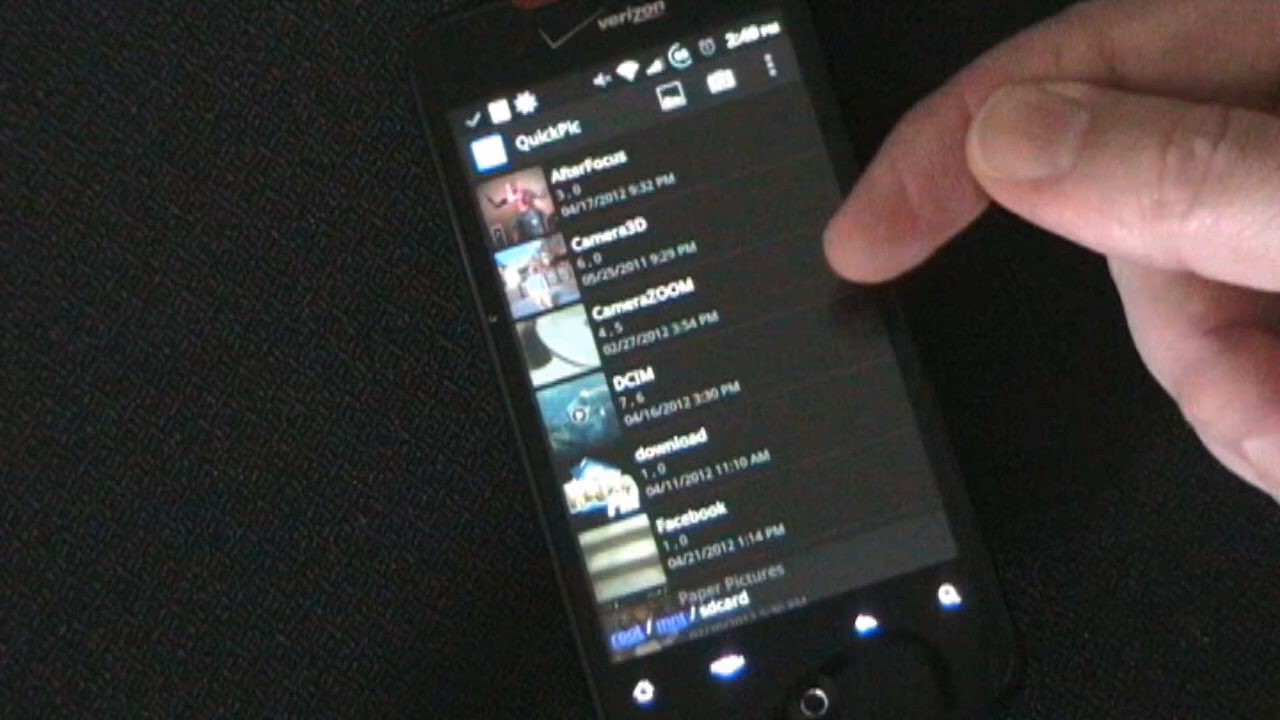 verizon
2:48 PM
QuickPic
AfterFocus
3 , 0
04/17/2012 9:32 PM
Camera3D
6 , 0
05/25/2011 9:29 PM
CameraZOOM
4 , 5
02/27/2012 3:54 PM
DCIM
7 , 6
04/16/2012 3:30 PM
download
1 , 0
04/11/2012 11:10 AM
Facebook
1 , 0
04/21/2012 1:14 PM
Paper Pictures
root / mnt / sdcard